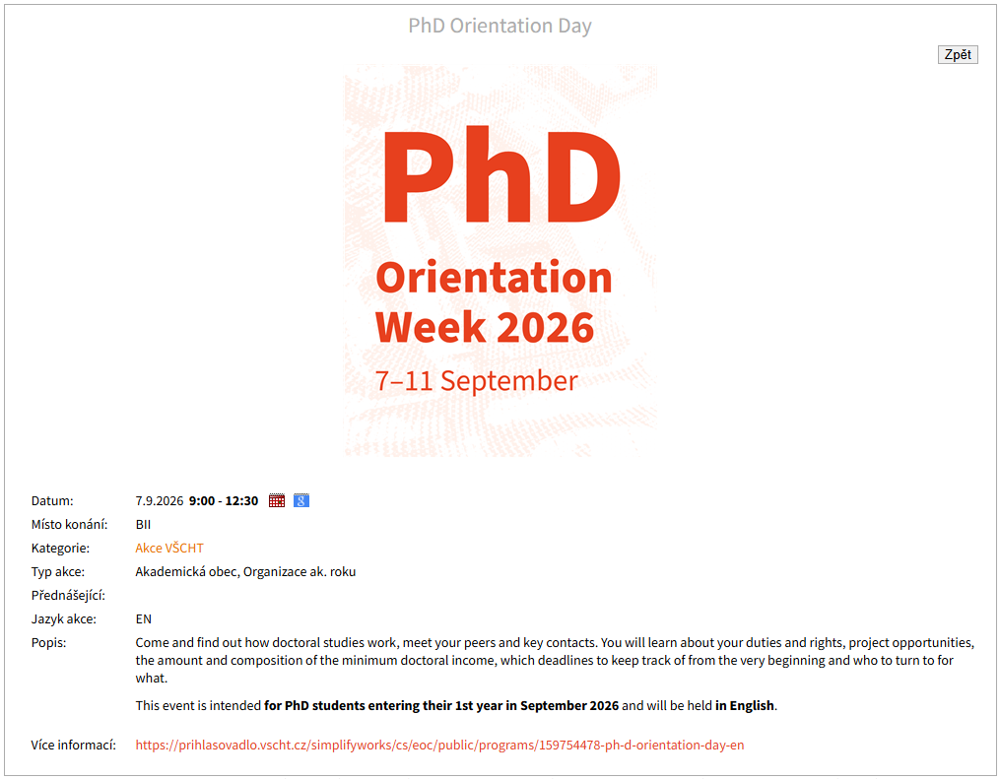 PhD Orientation Day
Zpět
PhD
Orientation
Week 2026
7–11 September
Datum: 7.9.2026 9:00 - 12:30
Místo konání: BII
Kategorie: Akce VŠCHT
Typ akce: Akademická obec, Organizace ak. roku
Přednášející:
Jazyk akce: EN
Popis: Come and find out how doctoral studies work, meet your peers and key contacts. You will learn about your duties and rights, project opportunities,
the amount and composition of the minimum doctoral income, which deadlines to keep track of from the very beginning and who to turn to for
what.
This event is intended for PhD students entering their 1st year in September 2026 and will be held in English.
Více informací: https://prihlasovadlo.vscht.cz/simplifyworks/cs/eoc/public/programs/159754478-ph-d-orientation-day-en